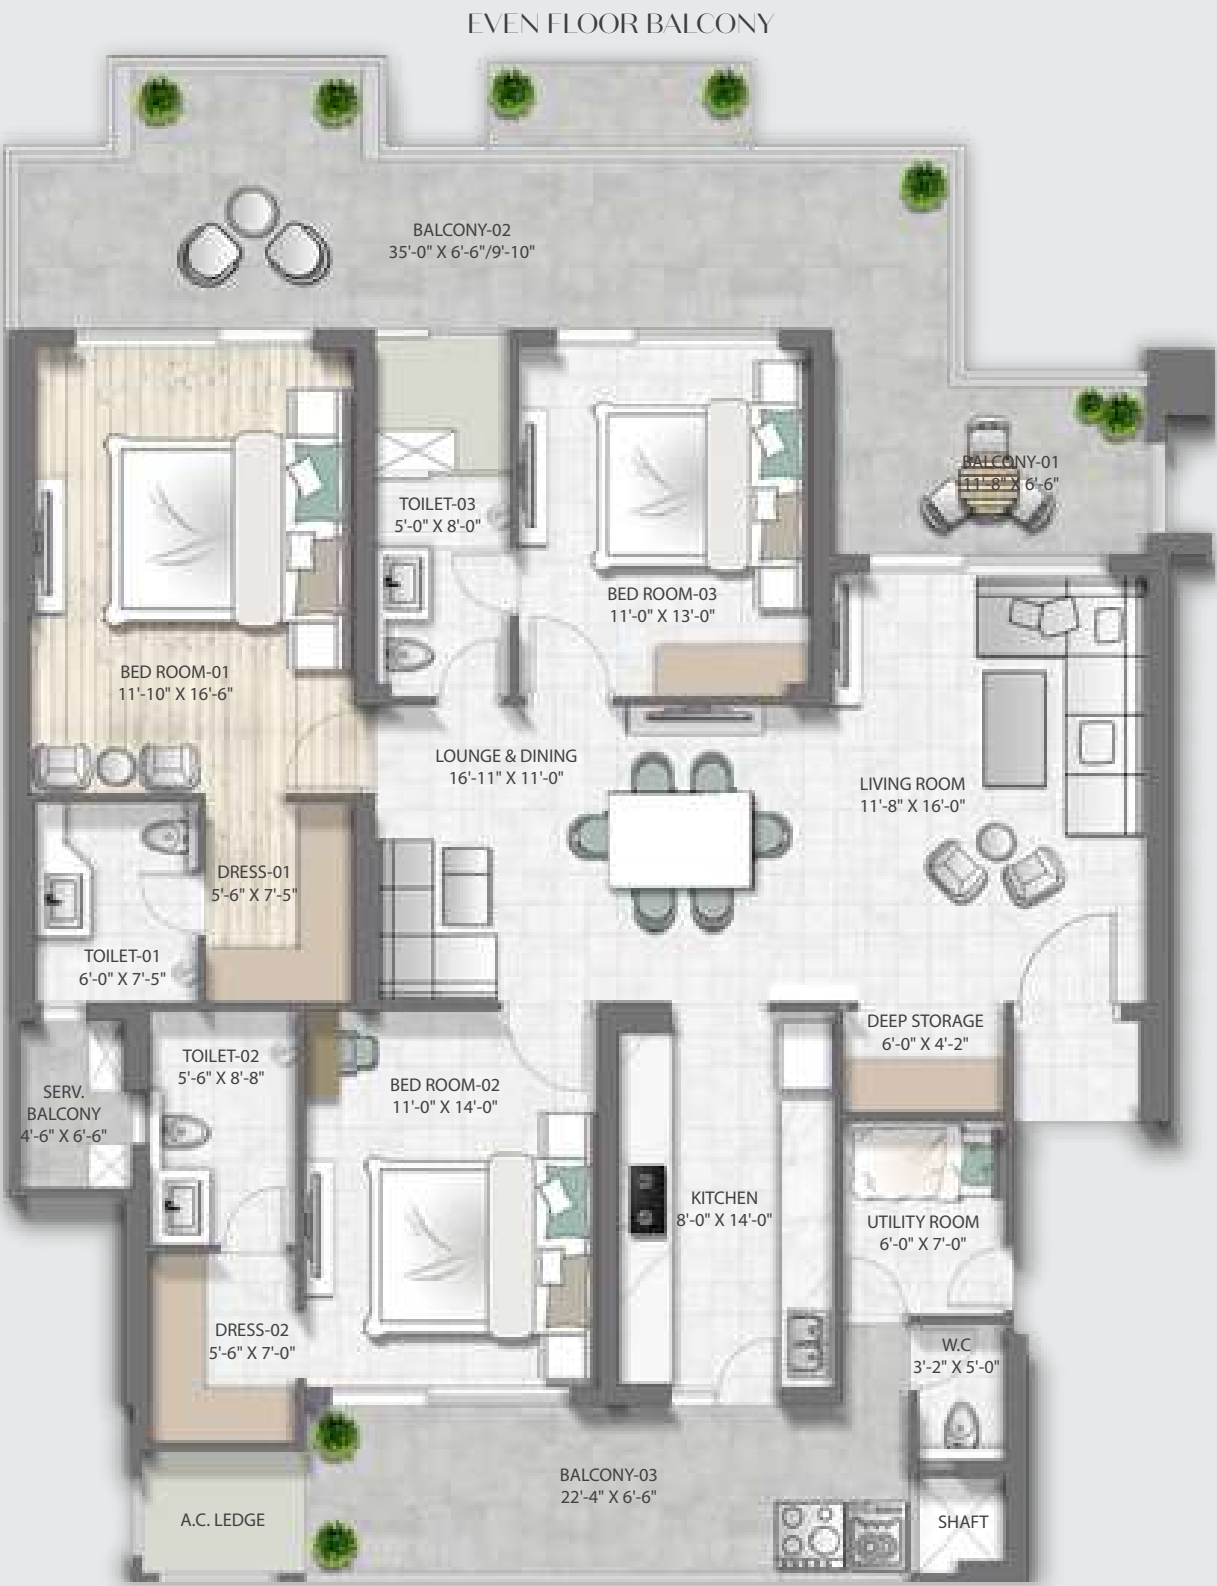 EVEN FLOOR BALCONY
BALCONY-02
35'-0" X 6'-6"/9'-10"
BALCONY-01
11'-8" X 6'-6"
TOILET-03
5'-0" X 8'-0"
BED ROOM-03
11'-0" X 13'-0"
BED ROOM-01
11'-10" X 16'-6"
LOUNGE & DINING
16'-11" X 11'-0"
LIVING ROOM
11'-8" X 16'-0"
DRESS-01
5'-6" X 7'-5"
TOILET-01
6'-0" X 7'-5"
DEEP STORAGE
6'-0" X 4'-2"
TOILET-02
5'-6" X 8'-8"
BED ROOM-02
11'-0" X 14'-0"
SERV.
BALCONY
4'-6" X 6'-6"
KITCHEN
8'-0" X 14'-0"
UTILITY ROOM
6'-0" X 7'-0"
DRESS-02
5'-6" X 7'-0"
W.C
3'-2" X 5'-0"
BALCONY-03
22'-4" X 6'-6"
A.C. LEDGE
SHAFT